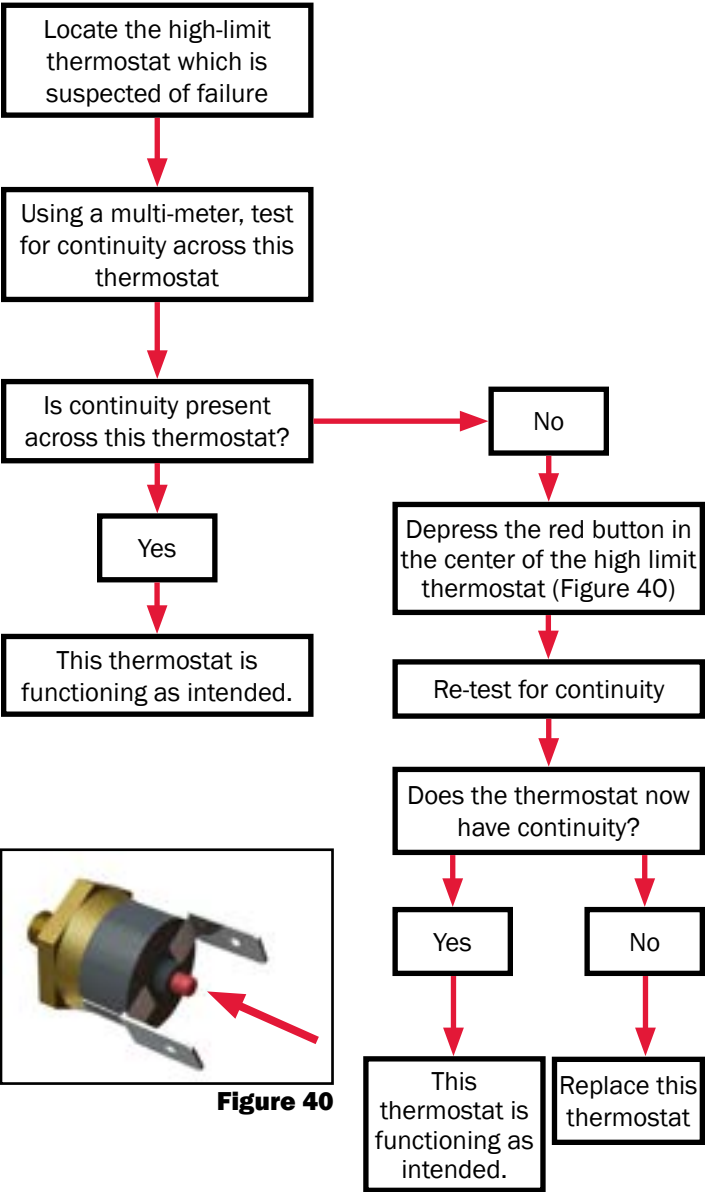 Locate the high-limit
thermostat which is
suspected of failure
Using a multi-meter, test
for continuity across this
thermostat
Is continuity present
across this thermostat?
No
Yes
Depress the red button in
the center of the high limit
thermostat (Figure 40)
This thermostat is
functioning as intended.
Re-test for continuity
Does the thermostat now
have continuity?
Yes
No
This
thermostat is
functioning as
intended.
Replace this
thermostat
Figure 40